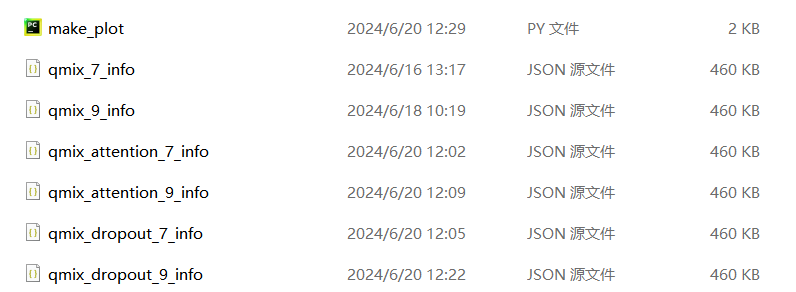 make_plot 2024/6/20 12:29 PY 文件 2 KB
qmix_7_info 2024/6/16 13:17 JSON 源文件 460 KB
qmix_9_info 2024/6/18 10:19 JSON 源文件 460 KB
qmix_attention_7_info 2024/6/20 12:02 JSON 源文件 460 KB
qmix_attention_9_info 2024/6/20 12:09 JSON 源文件 460 KB
qmix_dropout_7_info 2024/6/20 12:05 JSON 源文件 460 KB
qmix_dropout_9_info 2024/6/20 12:22 JSON 源文件 460 KB